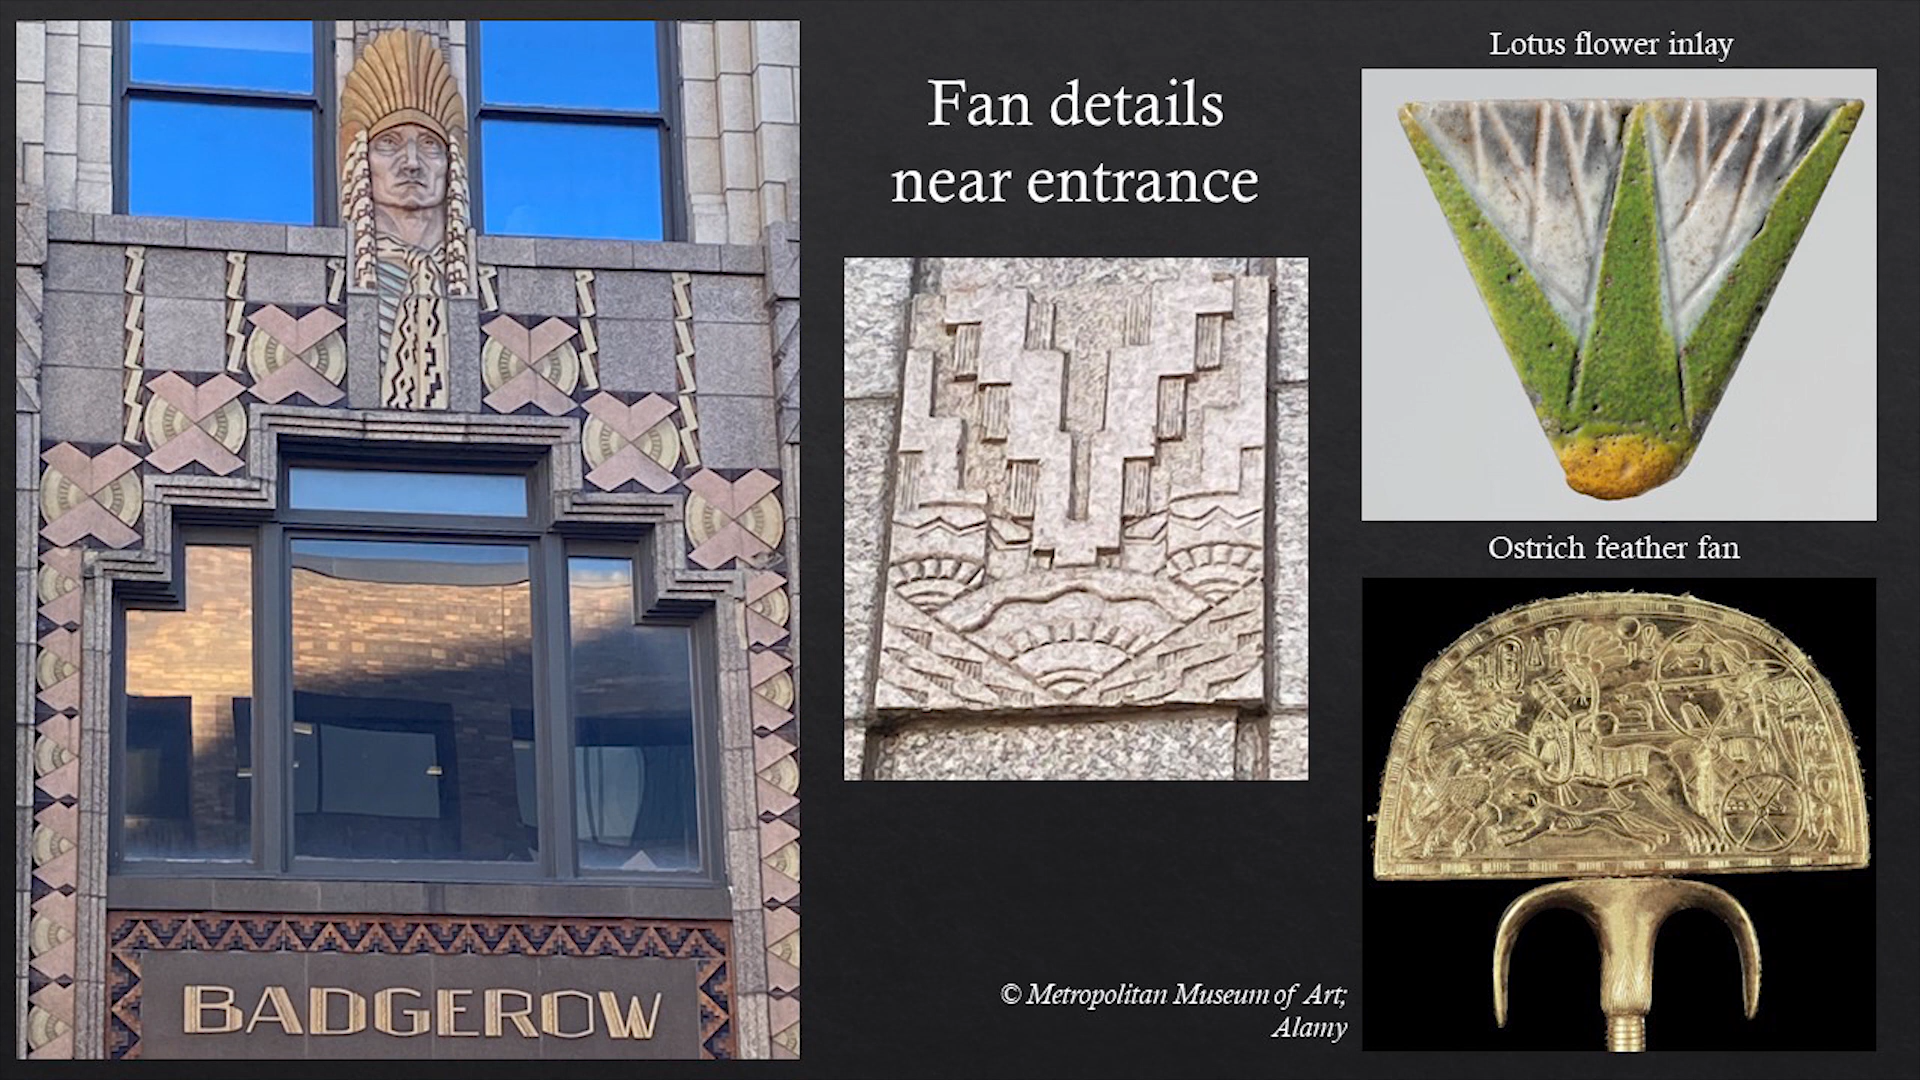 Fan details
near entrance
Lotus flower inlay
Ostrich feather fan
BADGEROW
© Metropolitan Museum of Art;
Alamy